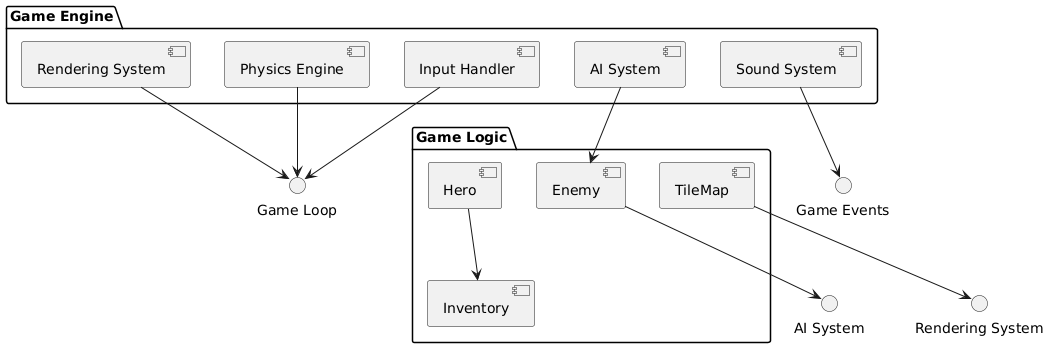 Game Engine
Rendering System
Physics Engine
Input Handler
AI System
Sound System
Game Logic
Hero
Enemy
TileMap
Game Loop
Game Events
Inventory
AI System
Rendering System